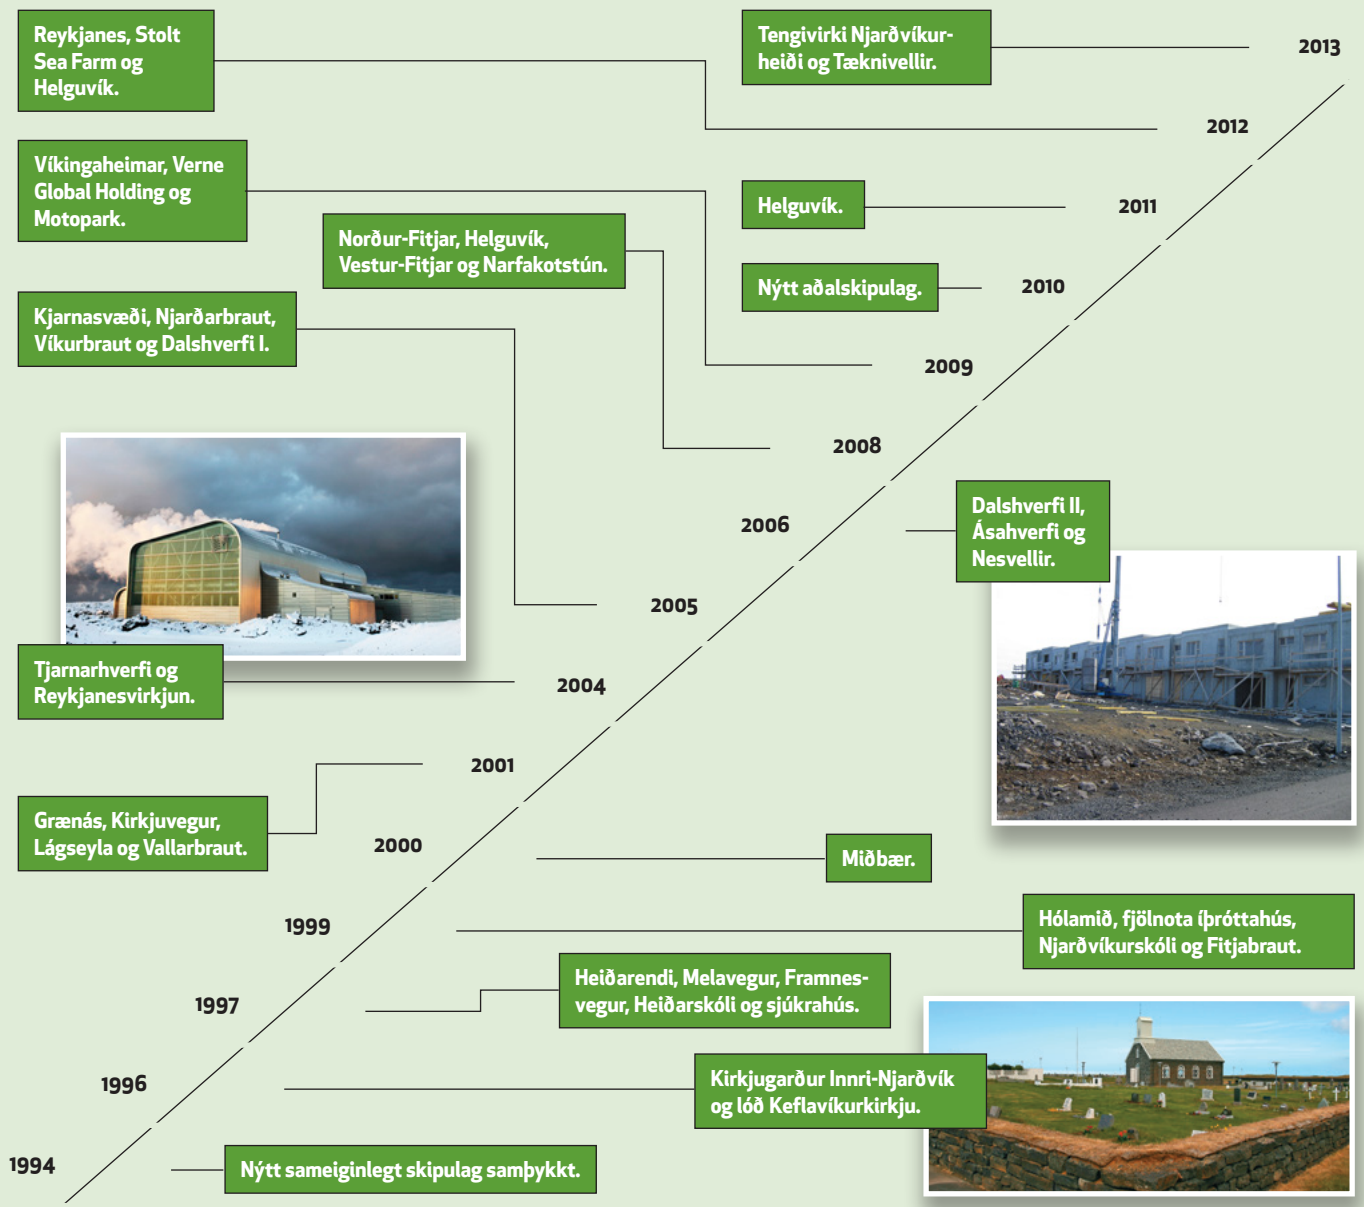 Reykjanes, Stolt
Sea Farm og
Helguvík.
Tengivirki Njarðvíkur-
heiði og Tæknivellir.
2013
2012
Víkingaheimar, Verne
Global Holding og
Motopark.
Helguvík.
2011
Norður-Fitjar, Helguvík,
Vestur-Fitjar og Narfakotstún.
Nýtt aðalskipulag.
2010
Kjarnasvæði, Njarðarbraut,
Víkurbraut og Dalshverfi I.
2009
2008
Dalshverfi II,
Ásahverfi og
Nesvellir.
2006
2005
Tjarnarhverfi og
Reykjanesvirkjun.
2004
2001
Grænás, Kirkjuvegur,
Lágseyla og Vallarbraut.
2000
Miðbær.
1999
Hólamið, fjölnota íþróttahús,
Njarðvíkurskóli og Fitjabraut.
Heiðarendi, Melavegur, Framnes-
vegur, Heiðarskóli og sjúkrahús.
1997
1996
Kirkjugarður Innri-Njarðvík
og lóð Keflavíkurkirkju.
1994
Nýtt sameiginlegt skipulag samþykkt.